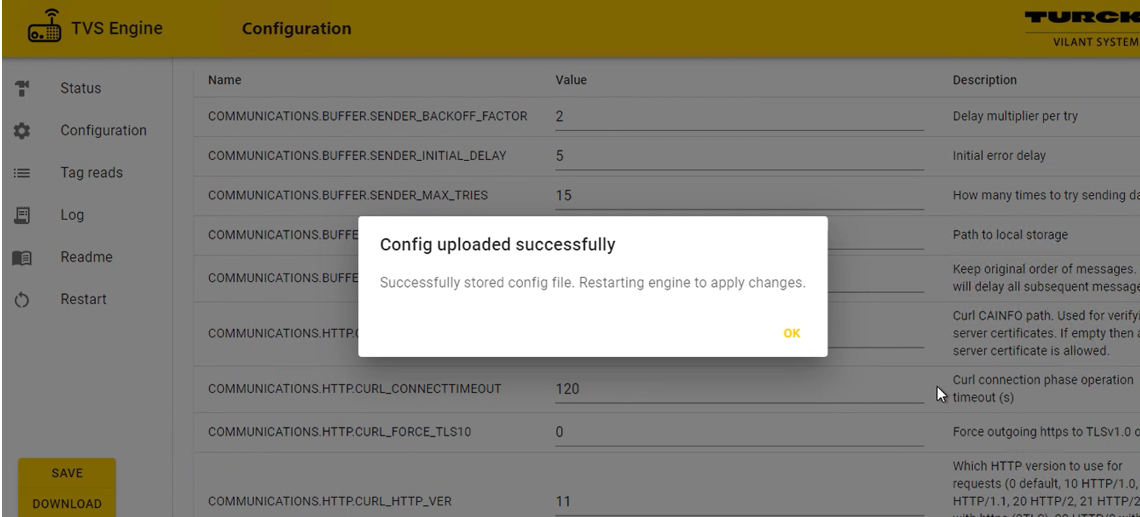 TVS Engine
Configuration
TURCK
VILANT SYSTEM
Status
Configuration
Tag reads
Log
Readme
Restart
SAVE
DOWNLOAD
Name Value Description
COMMUNICATIONS.BUFFER.SENDER_BACKOFF_FACTOR 2 Delay multiplier per try
COMMUNICATIONS.BUFFER.SENDER_INITIAL_DELAY 5 Initial error delay
COMMUNICATIONS.BUFFER.SENDER_MAX_TRIES 15 How many times to try sending da
COMMUNICATIONS.BUFFE Path to local storage
COMMUNICATIONS.BUFFE Keep original order of messages.
will delay all subsequent message
COMMUNICATIONS.HTTP.C Curl CAINFO path. Used for verifyi
server certificates. If empty then a
server certificate is allowed.
COMMUNICATIONS.HTTP.CURL_CONNECTTIMEOUT 120 Curl connection phase operation
timeout (s)
COMMUNICATIONS.HTTP.CURL_FORCE_TLS10 0 Force outgoing https to TLSv1.0 o
COMMUNICATIONS.HTTP.CURL_HTTP_VER 11 Which HTTP version to use for
requests (0 default, 10 HTTP/1.0,
HTTP/1.1, 20 HTTP/2, 21 HTTP/2
Config uploaded successfully
Successfully stored config file. Restarting engine to apply changes.
OK